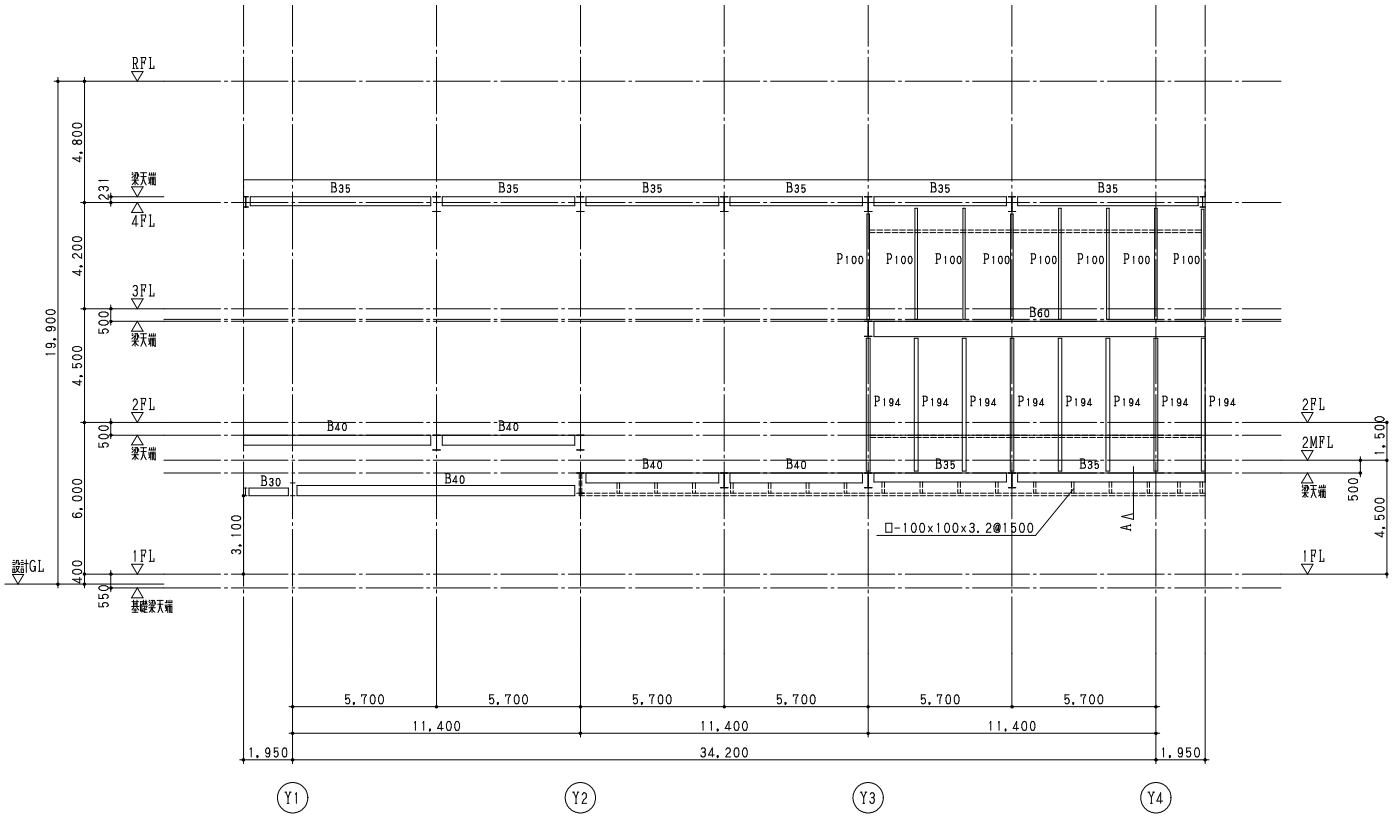 RFL
4,800
231
梁天端
B35 B35 B35 B35 B35 B35
4FL
4,200
P100 P100 P100 P100 P100 P100 P100 P100
3FL
19,900
500
梁天端
B60
4,500
2FL
P194 P194 P194 P194 P194 P194 P194 P194
2FL
500
梁天端
B40 B40
1,500
2MFL
B40 B40 B35 B35
B30 B40
梁天端
500
6,000
4,500
3,100
□-100x100x3.2@1500
A
設計GL
1FL
1FL
400
550
基礎梁天端
5,700 5,700 5,700 5,700 5,700 5,700
11,400 11,400 11,400
1,950 34,200 1,950
Y1 Y2 Y3 Y4